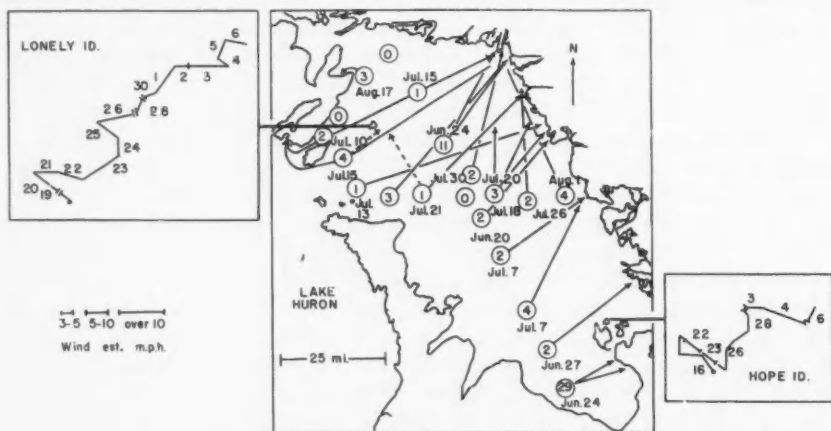 LONELY ID.
6
5
4
1
2
3
30
28
26
25
24
23
21
22
20
19
3-5 5-10 over 10
Wind est. m.p.h.
0
3
Aug. 17
Jul. 15
1
0
2
Jul. 10
4
Jul. 15
Jun. 24
11
1
Jul. 13
3
Jul. 30
1
Jul. 21
2
0
Jul. 20
3
Jul. 18
2
Jul. 26
Aug. 1
4
2
Jun. 20
2
Jul. 7
4
Jul. 7
2
Jun. 27
29
Jun. 24
N
LAKE
HURON
25 mi.
3
4
6
28
22
23
26
16
HOPE ID.